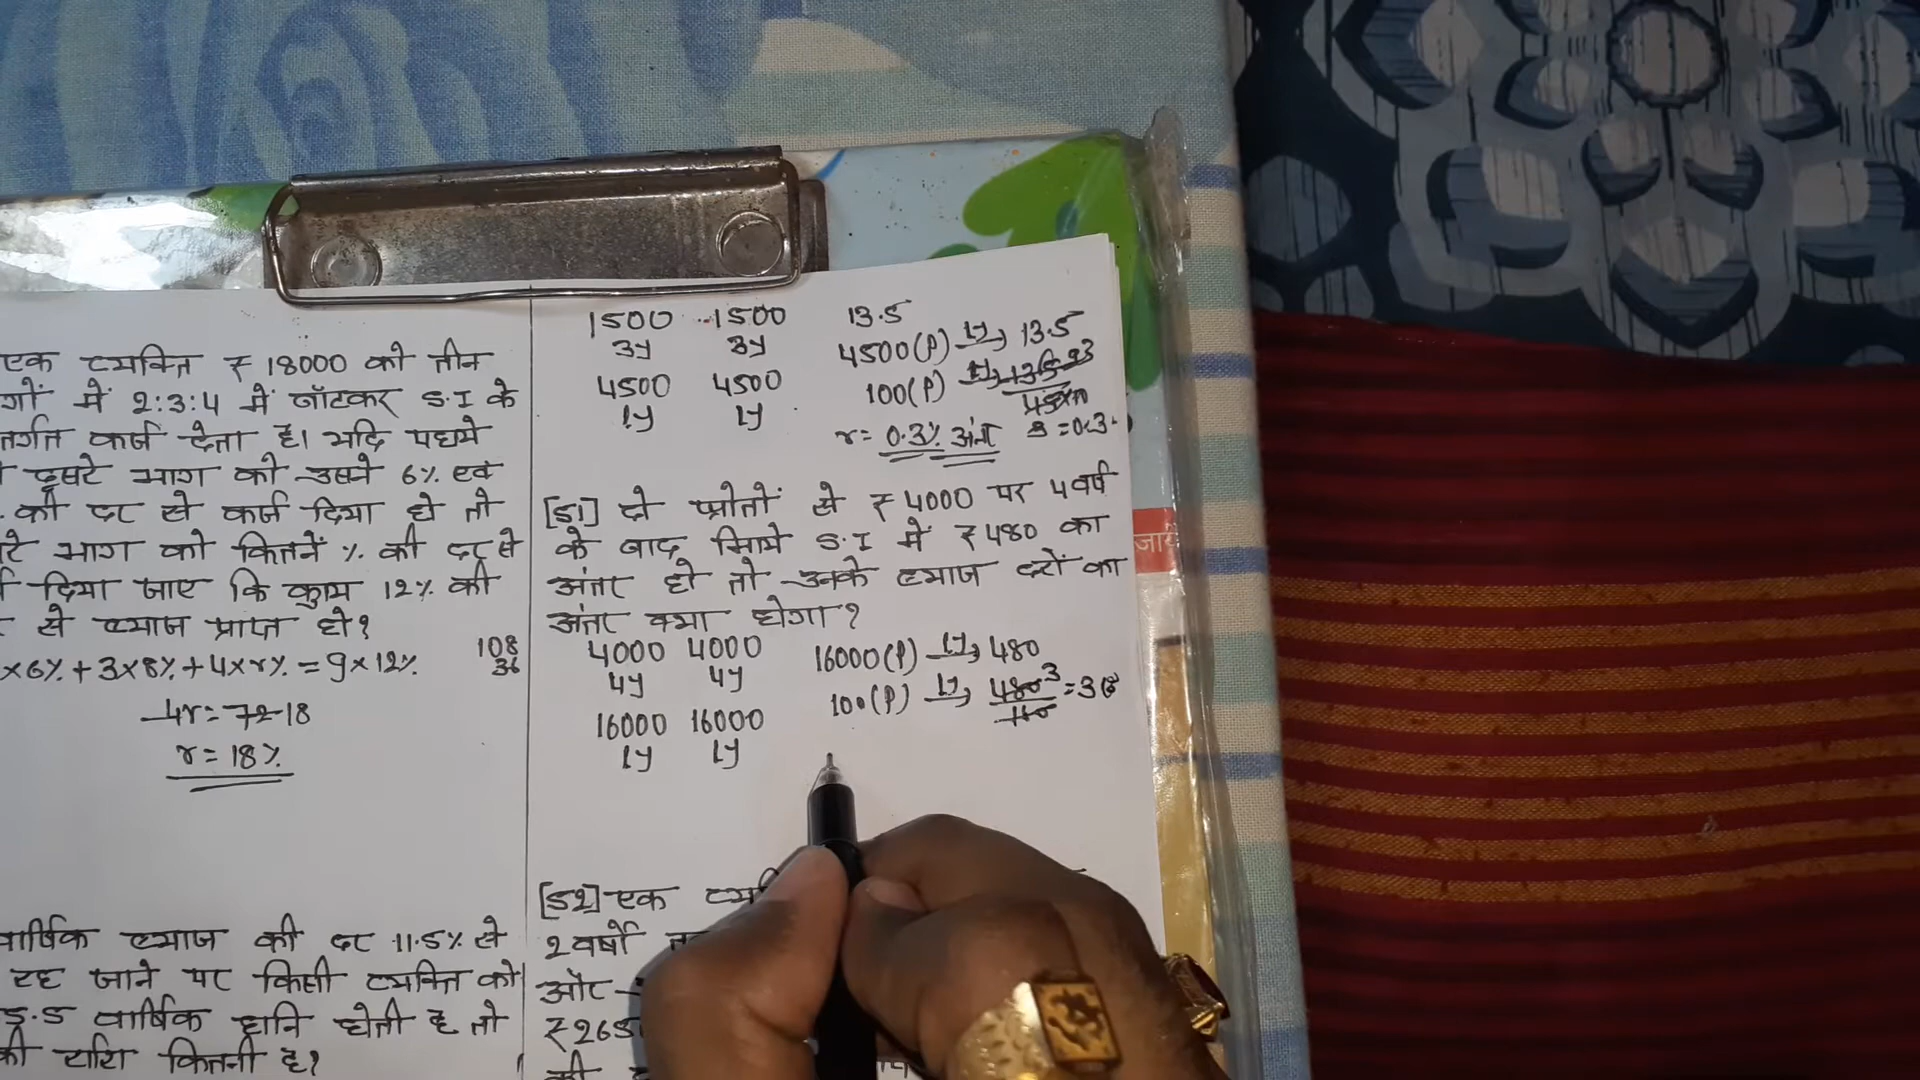 एक व्यक्ति ₹ 18000 को तीन
गों में 2:3:4 में बाँटकर S.I के
तर्गत कर्ज देता है। यदि पहले
दूसरे भाग को उसने 6% एवं
की दर से कर्ज दिया हो तो
रे भाग को कितनें % की दर से
दिया जाए कि कुल 12% की
से ब्याज प्राप्त हो?
×6% + 3×8% + 4×r% = 9×12%
108
36
4r = 72-18
r = 18%
वार्षिक ब्याज की दर 11.5% से
रह जाने पर किसी व्यक्ति को
5.5 वार्षिक हानि होती है तो
की राशि कितनी है?
1500 1500 13.5
3y 3y 4500(P) 1y→ 13.5
4500 4500 100(P)
1y 1y
r = 0.3% अंतर
[51] दो स्रोतों से ₹ 4000 पर 4 वर्ष
के बाद मिले S.I में ₹ 480 का
अंतर हो तो उनके ब्याज दरों का
अंतर क्या होगा?
4000 4000 16000(P) 1y→ 480
4y 4y 100(P) 1y→
16000 16000
1y 1y
[52] एक
2 वर्षों
और
₹265
की
जार